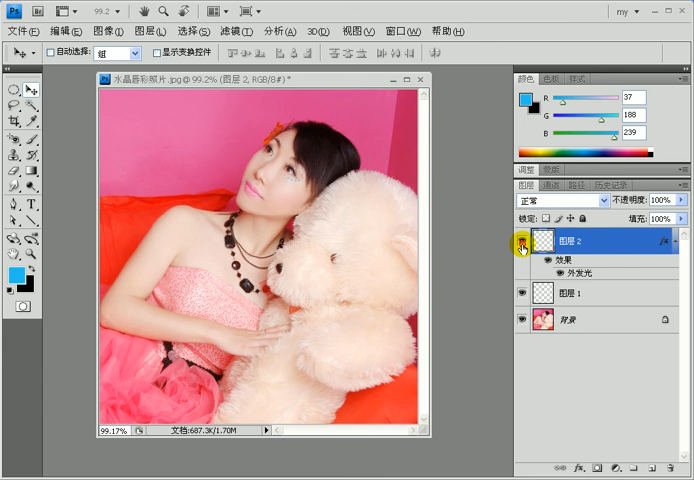 Ps Br 99.2 my
文件(F) 编辑(E) 图像(I) 图层(L) 选择(S) 滤镜(T) 分析(A) 3D(D) 视图(V) 窗口(W) 帮助(H)
自动选择: 组 显示变换控件
水晶唇彩照片.jpg @ 99.2% (图层 2, RGB/8#) *
颜色 色板 样式
R 37
G 188
B 239
调整 蒙版
图层 通道 路径 历史记录
正常 不透明度: 100%
锁定: 填充: 100%
图层 2 fx
效果
外发光
图层 1
背景
T
99.17% 文档:687.3K/1.70M
fx.